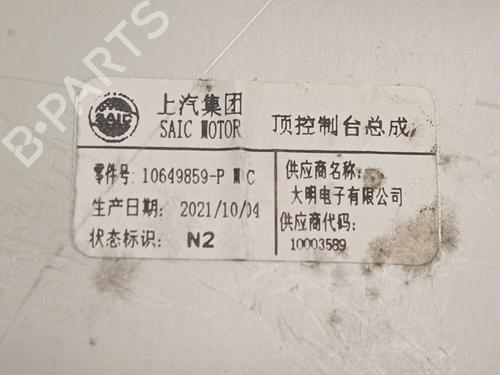 B-PARTS
SAIC
上汽集团
SAIC MOTOR
顶控制台总成
零件号: 10649859-P M C
生产日期: 2021/10/04
状态标识: N2
供应商名称:
大明电子有限公司
供应商代码:
10003589